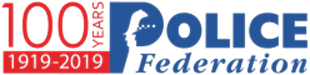 100 YEARS
1919-2019
POLICE
Federation